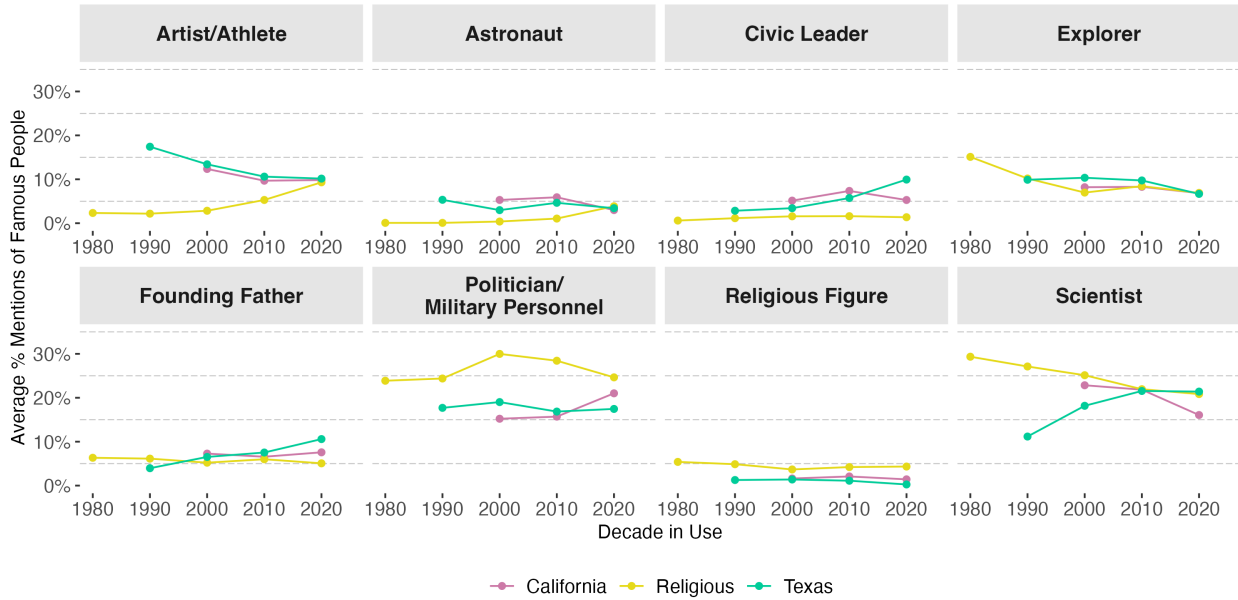 Artist/Athlete
Astronaut
Civic Leader
Explorer
Average % Mentions of Famous People
30%
20%
10%
0%
1980 1990 2000 2010 2020
1980 1990 2000 2010 2020
1980 1990 2000 2010 2020
1980 1990 2000 2010 2020
Founding Father
Politician/
Military Personnel
Religious Figure
Scientist
30%
20%
10%
0%
1980 1990 2000 2010 2020
1980 1990 2000 2010 2020
1980 1990 2000 2010 2020
1980 1990 2000 2010 2020
Decade in Use
California Religious Texas